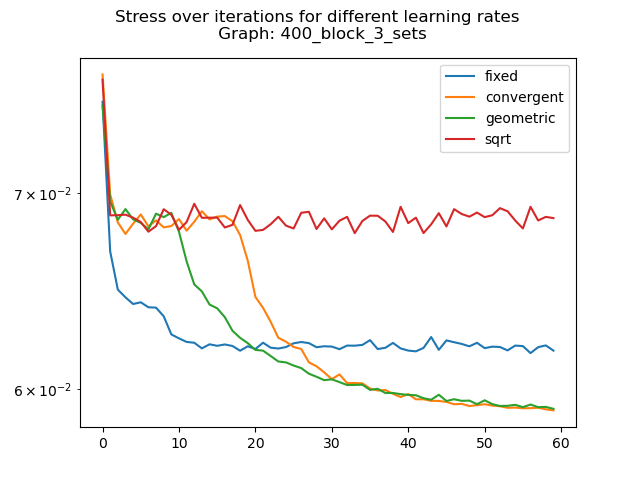 Stress over iterations for different learning rates
Graph: 400_block_3_sets
fixed
convergent
geometric
sqrt
7 × 10⁻²
6 × 10⁻²
0 10 20 30 40 50 60